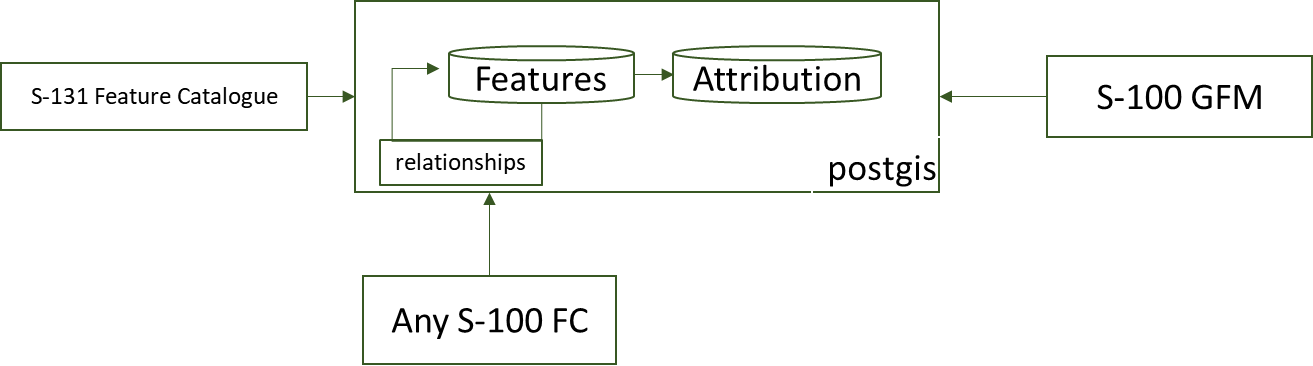 S-131 Feature Catalogue
Features
Attribution
relationships
postgis
S-100 GFM
Any S-100 FC